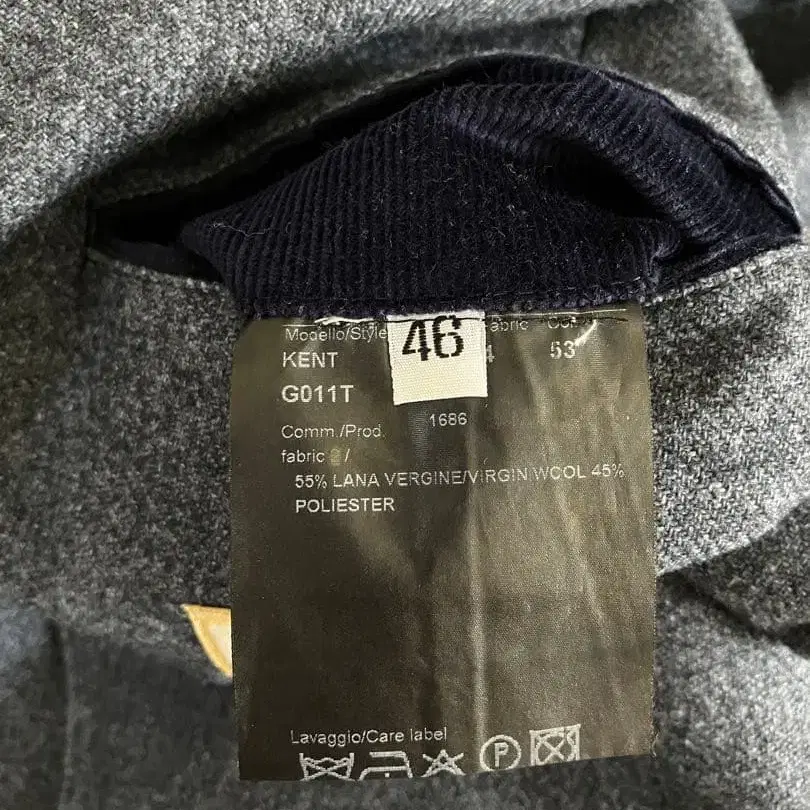 Modello/Style
46
53
KENT
G011T
Comm./Prod. 1686
fabric /
55% LANA VERGINE/VIRGIN WOOL 45%
POLIESTER
Lavaggio/Care label
P